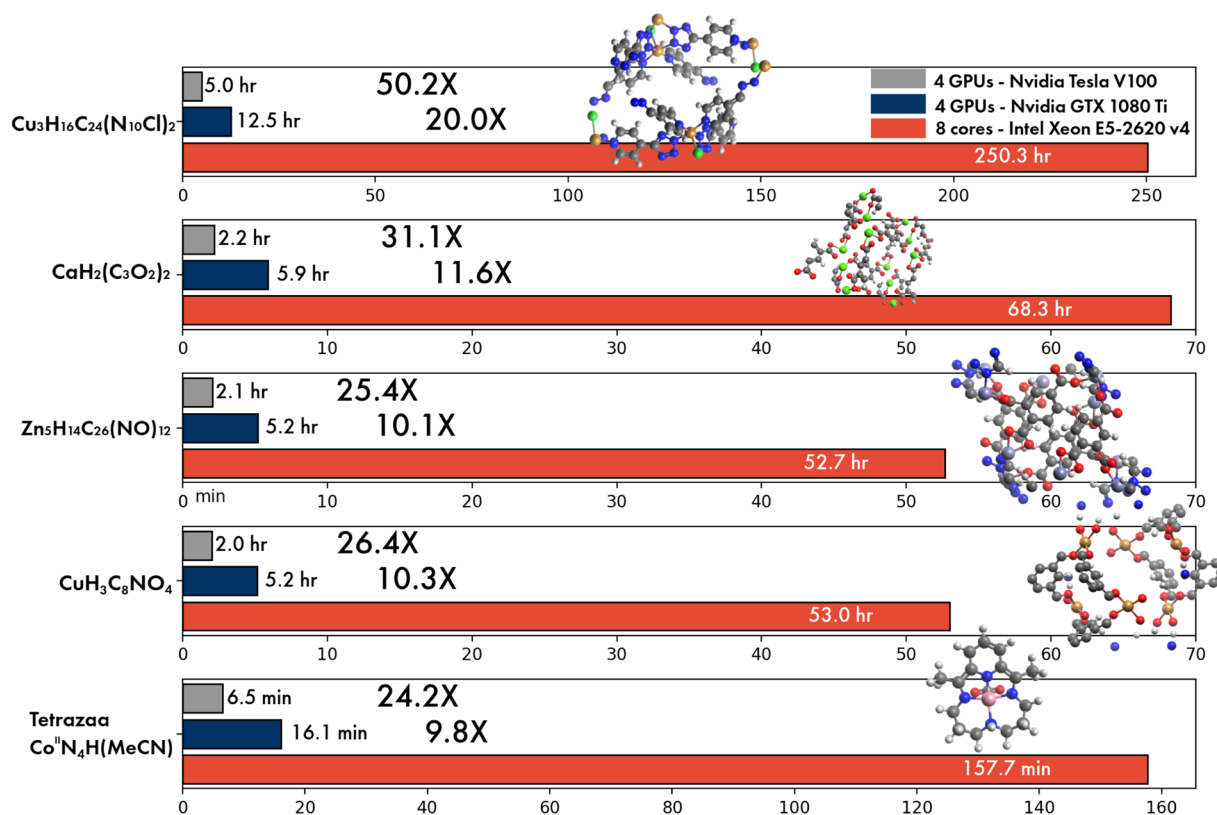 4 GPUs - Nvidia Tesla V100
4 GPUs - Nvidia GTX 1080 Ti
8 cores - Intel Xeon E5-2620 v4
Cu₃H₁₆C₂₄(N₁₀Cl)₂
5.0 hr
50.2X
12.5 hr
20.0X
250.3 hr
0 50 100 150 200 250
CaH₂(C₃O₂)₂
2.2 hr
31.1X
5.9 hr
11.6X
68.3 hr
0 10 20 30 40 50 60 70
Zn₅H₁₄C₂₆(NO)₁₂
2.1 hr
25.4X
5.2 hr
10.1X
52.7 hr
0 10 20 30 40 50 60 70
min
CuH₃C₈NO₄
2.0 hr
26.4X
5.2 hr
10.3X
53.0 hr
0 10 20 30 40 50 60 70
Tetrazaa
CoᴵᴵN₄H(MeCN)
6.5 min
24.2X
16.1 min
9.8X
157.7 min
0 20 40 60 80 100 120 140 160